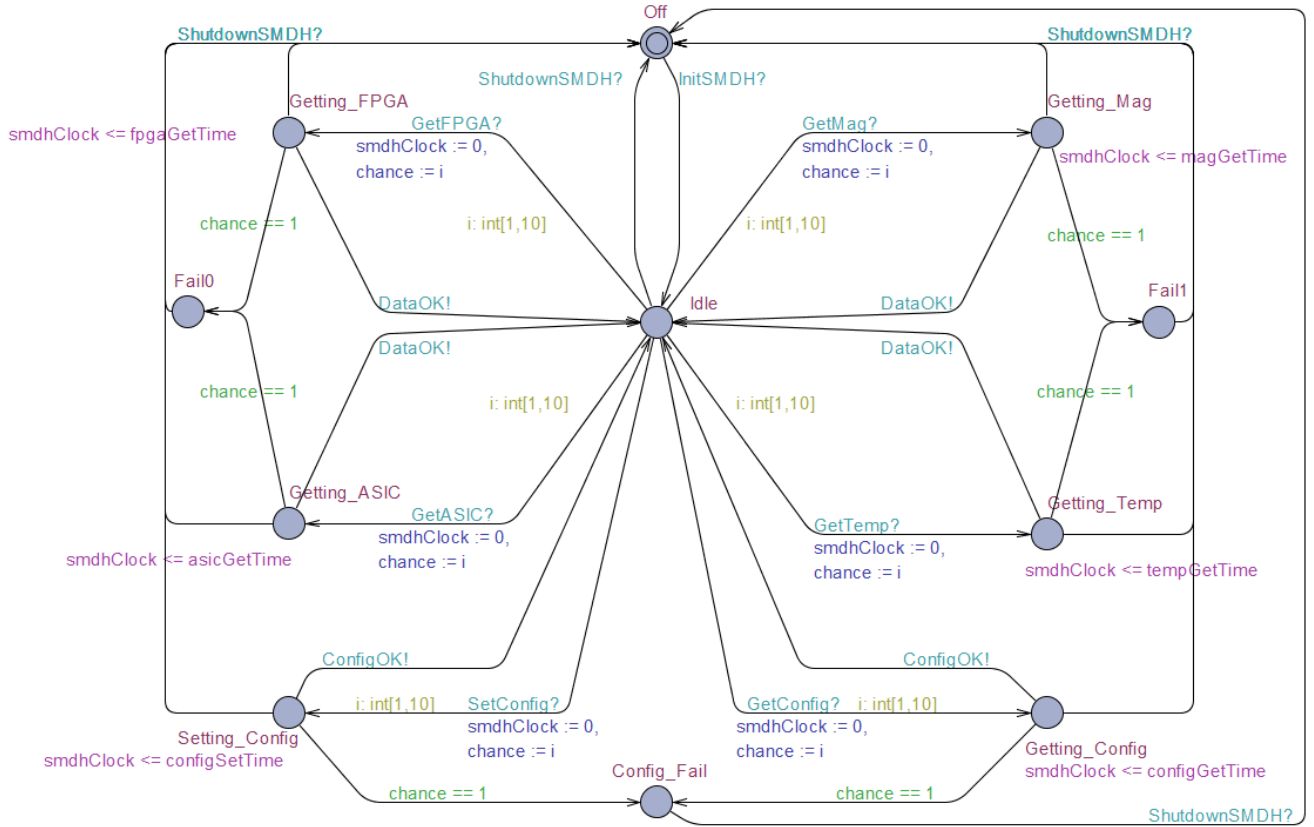 Off
ShutdownSMDH?
ShutdownSMDH?
ShutdownSMDH?
InitSMDH?
Getting_FPGA
Getting_Mag
smdhClock <= fpgaGetTime
GetFPGA?
smdhClock := 0,
chance := i
GetMag?
smdhClock := 0,
chance := i
smdhClock <= magGetTime
chance == 1
i: int[1,10]
i: int[1,10]
chance == 1
Fail0
DataOK!
Idle
DataOK!
Fail1
DataOK!
DataOK!
chance == 1
i: int[1,10]
i: int[1,10]
chance == 1
Getting_ASIC
Getting_Temp
GetASIC?
smdhClock := 0,
chance := i
GetTemp?
smdhClock := 0,
chance := i
smdhClock <= asicGetTime
smdhClock <= tempGetTime
ConfigOK!
ConfigOK!
i: int[1,10]
SetConfig?
smdhClock := 0,
chance := i
GetConfig?
smdhClock := 0,
chance := i
i: int[1,10]
Setting_Config
smdhClock <= configSetTime
Getting_Config
smdhClock <= configGetTime
Config_Fail
chance == 1
chance == 1
ShutdownSMDH?